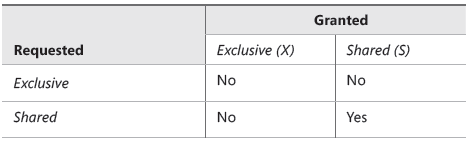 Granted
Requested Exclusive (X) Shared (S)
Exclusive No No
Shared No Yes